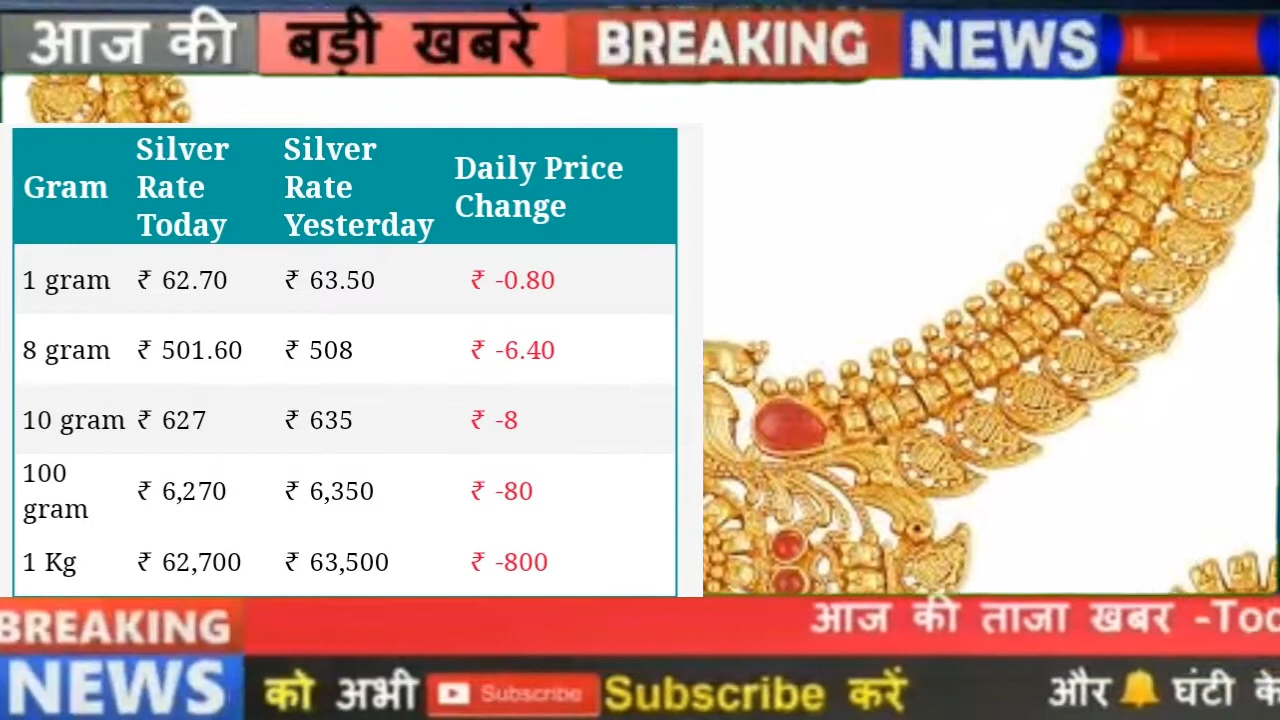 आज की बड़ी खबरें BREAKING NEWS L
Gram Silver Rate Today Silver Rate Yesterday Daily Price Change
1 gram ₹ 62.70 ₹ 63.50 ₹ -0.80
8 gram ₹ 501.60 ₹ 508 ₹ -6.40
10 gram ₹ 627 ₹ 635 ₹ -8
100 gram ₹ 6,270 ₹ 6,350 ₹ -80
1 Kg ₹ 62,700 ₹ 63,500 ₹ -800
BREAKING NEWS
आज की ताजा खबर -Too
को अभी Subscribe Subscribe करें और घंटी के